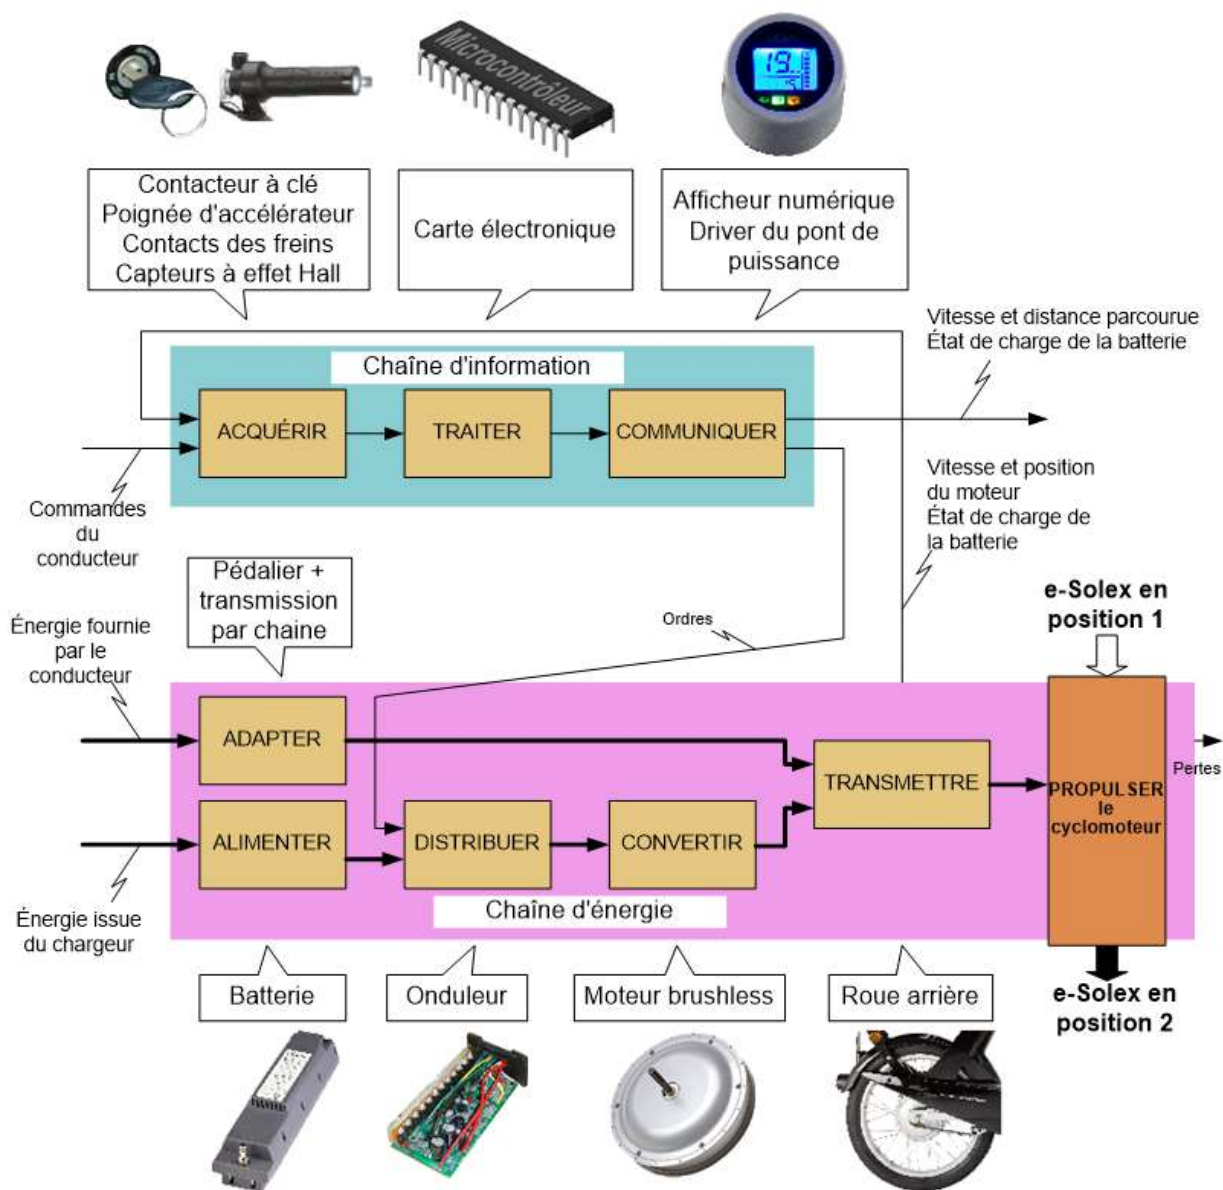 Microcontrôleur
19
Contacteur à clé
Poignée d'accélérateur
Contacts des freins
Capteurs à effet Hall
Carte électronique
Afficheur numérique
Driver du pont de
puissance
Vitesse et distance parcourue
État de charge de la batterie
Chaîne d'information
ACQUÉRIR
TRAITER
COMMUNIQUER
Commandes
du
conducteur
Vitesse et position
du moteur
État de charge de
la batterie
Pédalier +
transmission
par chaine
Ordres
e-Solex en
position 1
Énergie fournie
par le
conducteur
ADAPTER
TRANSMETTRE
PROPULSER
le
cyclomoteur
Pertes
ALIMENTER
DISTRIBUER
CONVERTIR
Énergie issue
du chargeur
Chaîne d'énergie
Batterie
Onduleur
Moteur brushless
Roue arrière
e-Solex en
position 2